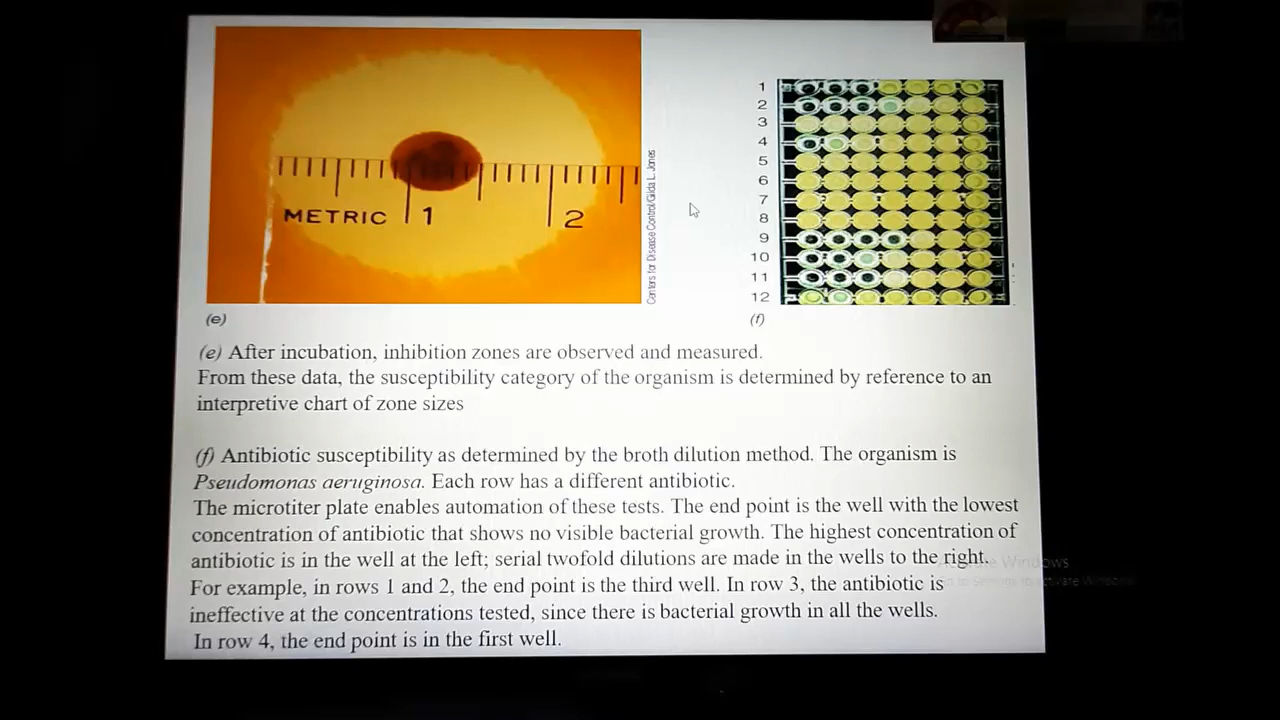 METRIC 1 2
Centers for Disease Control/Gilda L. Jones
1
2
3
4
5
6
7
8
9
10
11
12
(e)
(f)
(e) After incubation, inhibition zones are observed and measured.
From these data, the susceptibility category of the organism is determined by reference to an
interpretive chart of zone sizes
(f) Antibiotic susceptibility as determined by the broth dilution method. The organism is
Pseudomonas aeruginosa. Each row has a different antibiotic.
The microtiter plate enables automation of these tests. The end point is the well with the lowest
concentration of antibiotic that shows no visible bacterial growth. The highest concentration of
antibiotic is in the well at the left; serial twofold dilutions are made in the wells to the right.
For example, in rows 1 and 2, the end point is the third well. In row 3, the antibiotic is
ineffective at the concentrations tested, since there is bacterial growth in all the wells.
In row 4, the end point is in the first well.
Activate Windows
Go to Settings to activate Windows.